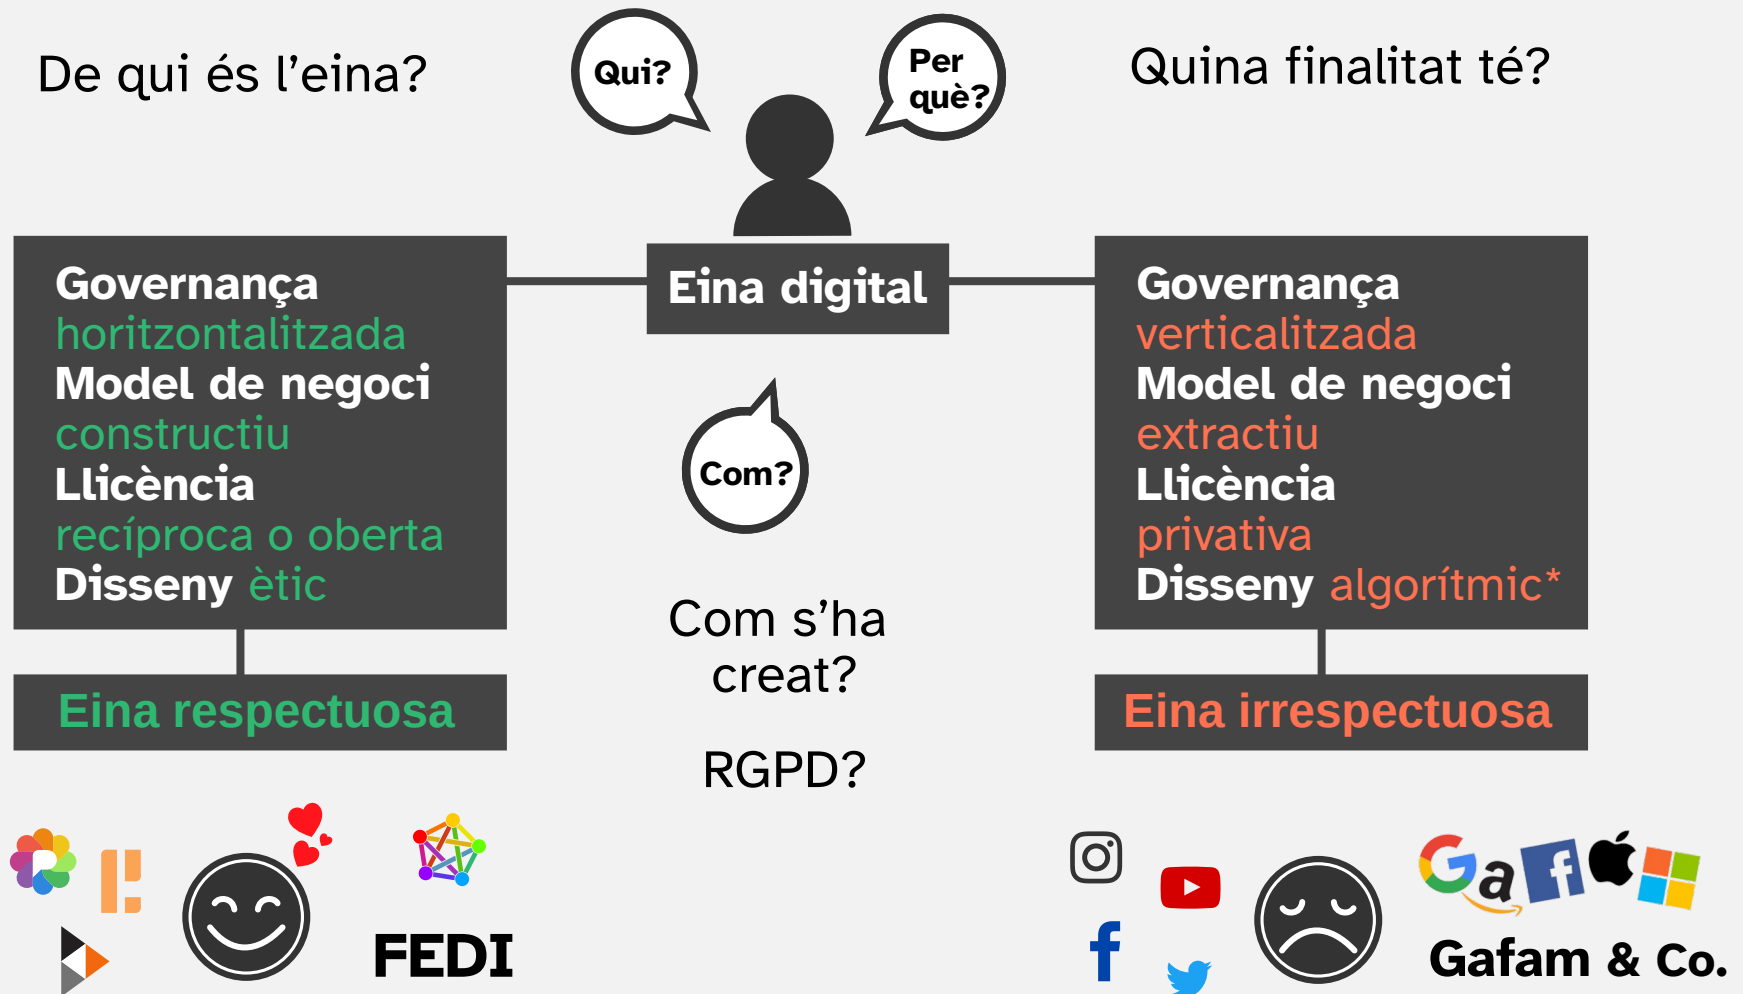 De qui és l’eina?
Qui?
Per
què?
Quina finalitat té?
Governança
horitzontalitzada
Model de negoci
constructiu
Llicència
recíproca o oberta
Disseny ètic
Eina respectuosa
Eina digital
Com?
Com s’ha
creat?
RGPD?
Governança
verticalitzada
Model de negoci
extractiu
Llicència
privativa
Disseny algorítmic*
Eina irrespectuosa
FEDI
Gafam & Co.